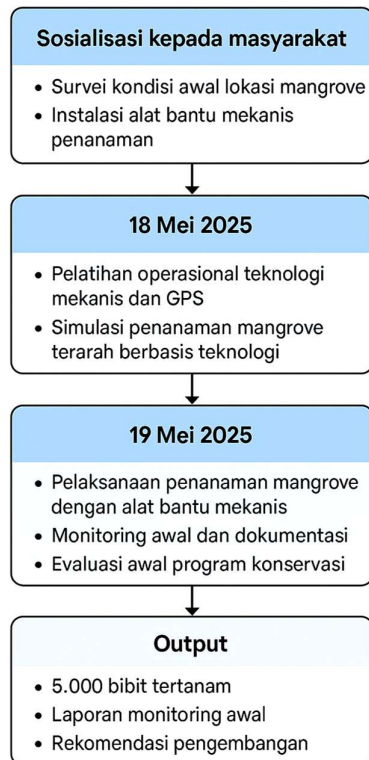 Sosialisasi kepada masyarakat
• Survei kondisi awal lokasi mangrove
• Instalasi alat bantu mekanis
penanaman
18 Mei 2025
• Pelatihan operasional teknologi
mekanis dan GPS
• Simulasi penanaman mangrove
terarah berbasis teknologi
19 Mei 2025
• Pelaksanaan penanaman mangrove
dengan alat bantu mekanis
• Monitoring awal dan dokumentasi
• Evaluasi awal program konservasi
Output
• 5.000 bibit tertanam
• Laporan monitoring awal
• Rekomendasi pengembangan